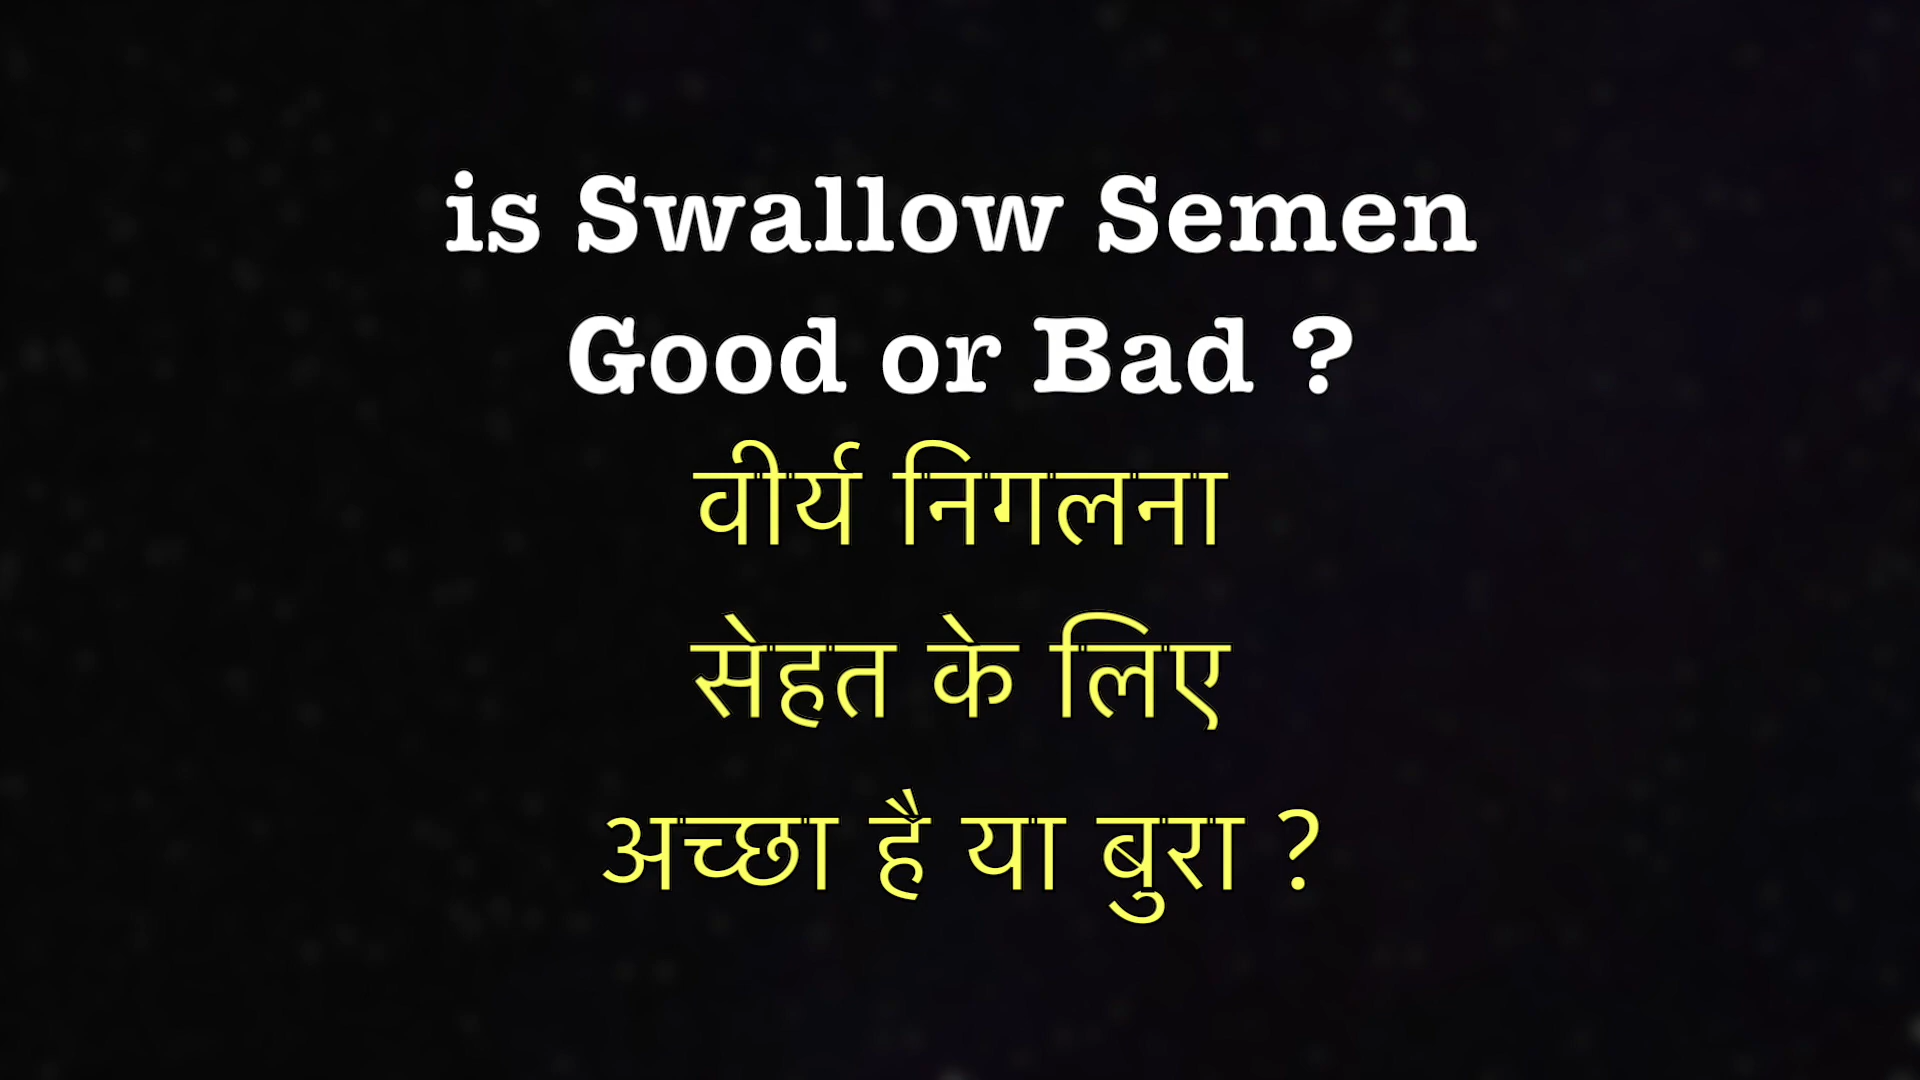 is Swallow Semen
Good or Bad ?
वीर्य निगलना
सेहत के लिए
अच्छा है या बुरा ?